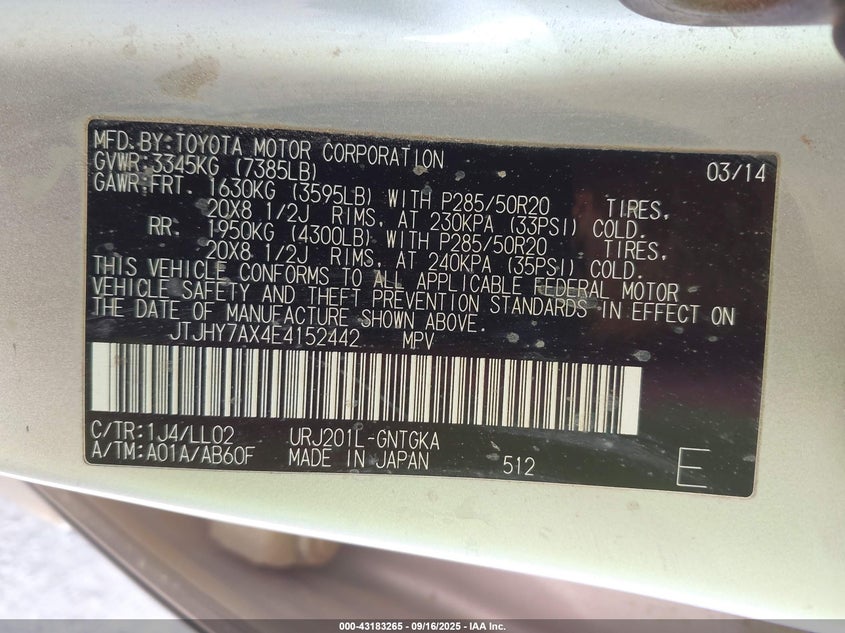 MFD.BY:TOYOTA MOTOR CORPORATION 03/14
GVWR:3345KG (7385LB)
GAWR:FRT. 1630KG (3595LB) WITH P285/50R20 TIRES,
20X8 1/2J RIMS, AT 230KPA (33PSI) COLD.
RR. 1950KG (4300LB) WITH P285/50R20 TIRES,
20X8 1/2J RIMS, AT 240KPA (35PSI) COLD.
THIS VEHICLE CONFORMS TO ALL APPLICABLE FEDERAL MOTOR
VEHICLE SAFETY AND THEFT PREVENTION STANDARDS IN EFFECT ON
THE DATE OF MANUFACTURE SHOWN ABOVE.
JTJHY7AX4E4152442 MPV
C/TR:1J4/LL02 URJ201L-GNTGKA
A/TM:A01A/AB60F MADE IN JAPAN 512 E
000-43183265 - 09/16/2025 - IAA Inc.